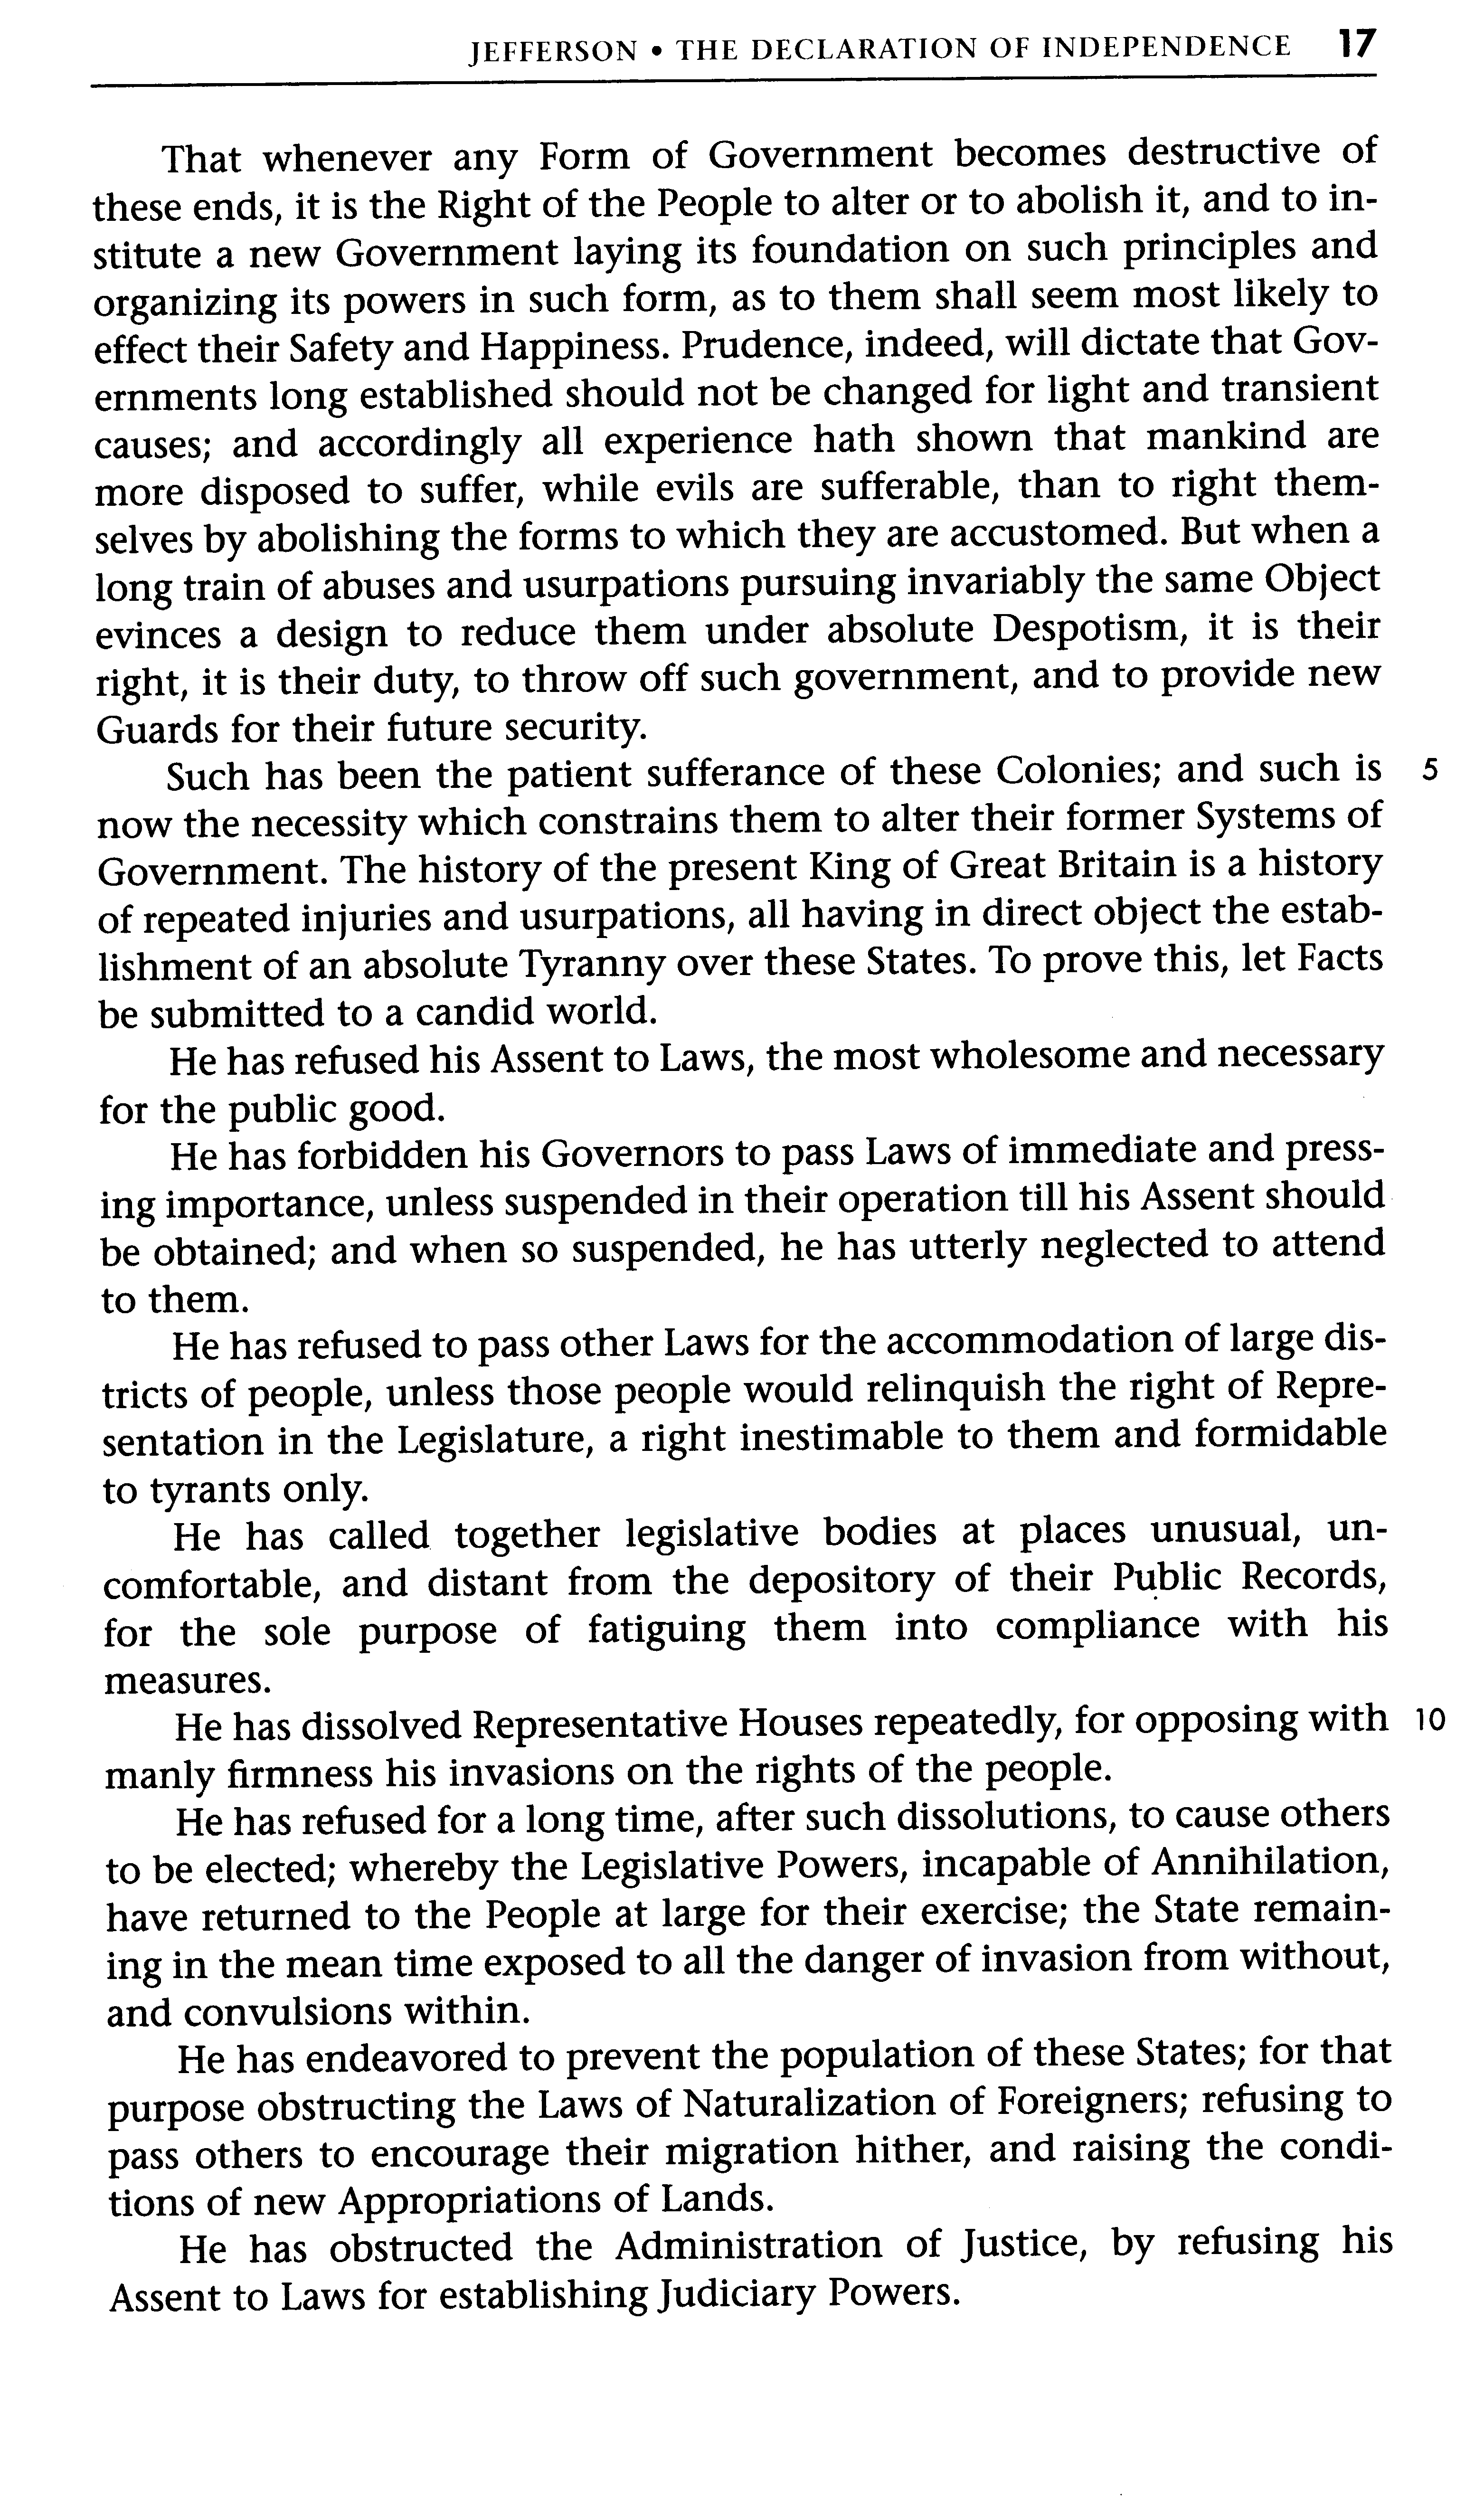 JEFFERSON • THE DECLARATION OF INDEPENDENCE 17
That whenever any Form of Government becomes destructive of
these ends, it is the Right of the People to alter or to abolish it, and to in-
stitute a new Government laying its foundation on such principles and
organizing its powers in such form, as to them shall seem most likely to
effect their Safety and Happiness. Prudence, indeed, will dictate that Gov-
ernments long established should not be changed for light and transient
causes; and accordingly all experience hath shown that mankind are
more disposed to suffer, while evils are sufferable, than to right them-
selves by abolishing the forms to which they are accustomed. But when a
long train of abuses and usurpations pursuing invariably the same Object
evinces a design to reduce them under absolute Despotism, it is their
right, it is their duty, to throw off such government, and to provide new
Guards for their future security.
Such has been the patient sufferance of these Colonies; and such is 5
now the necessity which constrains them to alter their former Systems of
Government. The history of the present King of Great Britain is a history
of repeated injuries and usurpations, all having in direct object the estab-
lishment of an absolute Tyranny over these States. To prove this, let Facts
be submitted to a candid world.
He has refused his Assent to Laws, the most wholesome and necessary
for the public good.
He has forbidden his Governors to pass Laws of immediate and press-
ing importance, unless suspended in their operation till his Assent should
be obtained; and when so suspended, he has utterly neglected to attend
to them.
He has refused to pass other Laws for the accommodation of large dis-
tricts of people, unless those people would relinquish the right of Repre-
sentation in the Legislature, a right inestimable to them and formidable
to tyrants only.
He has called together legislative bodies at places unusual, un-
comfortable, and distant from the depository of their Public Records,
for the sole purpose of fatiguing them into compliance with his
measures.
He has dissolved Representative Houses repeatedly, for opposing with 10
manly firmness his invasions on the rights of the people.
He has refused for a long time, after such dissolutions, to cause others
to be elected; whereby the Legislative Powers, incapable of Annihilation,
have returned to the People at large for their exercise; the State remain-
ing in the mean time exposed to all the danger of invasion from without,
and convulsions within.
He has endeavored to prevent the population of these States; for that
purpose obstructing the Laws of Naturalization of Foreigners; refusing to
pass others to encourage their migration hither, and raising the condi-
tions of new Appropriations of Lands.
He has obstructed the Administration of Justice, by refusing his
Assent to Laws for establishing Judiciary Powers.